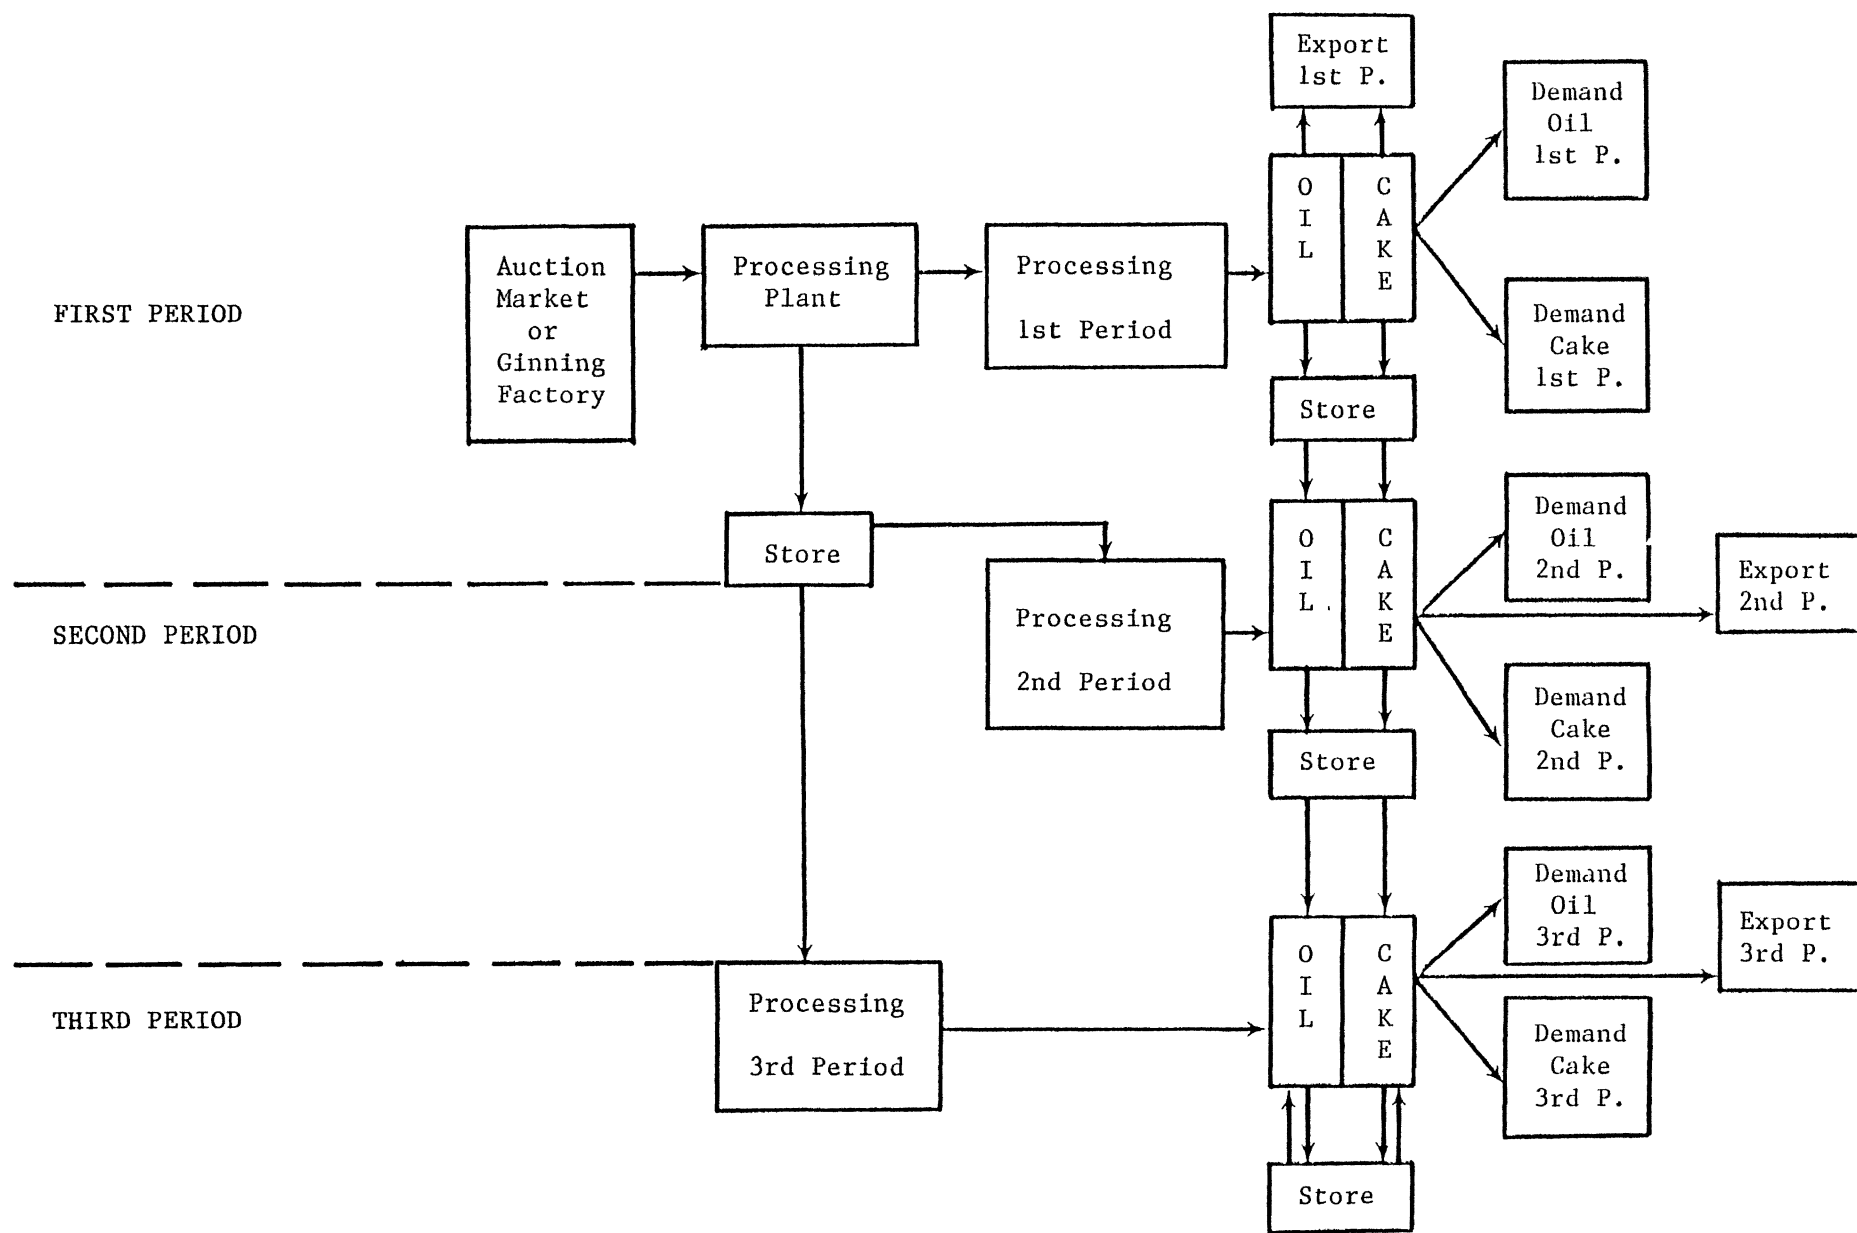 Export
1st P.
Demand
Oil
1st P.
O
I
L
C
A
K
E
FIRST PERIOD
Auction
Market
or
Ginning
Factory
Processing
Plant
Processing
1st Period
Demand
Cake
1st P.
Store
Store
Demand
Oil
2nd P.
O
I
L
C
A
K
E
Export
2nd P.
SECOND PERIOD
Processing
2nd Period
Demand
Cake
2nd P.
Store
Demand
Oil
3rd P.
Export
3rd P.
O
I
L
C
A
K
E
THIRD PERIOD
Processing
3rd Period
Demand
Cake
3rd P.
Store